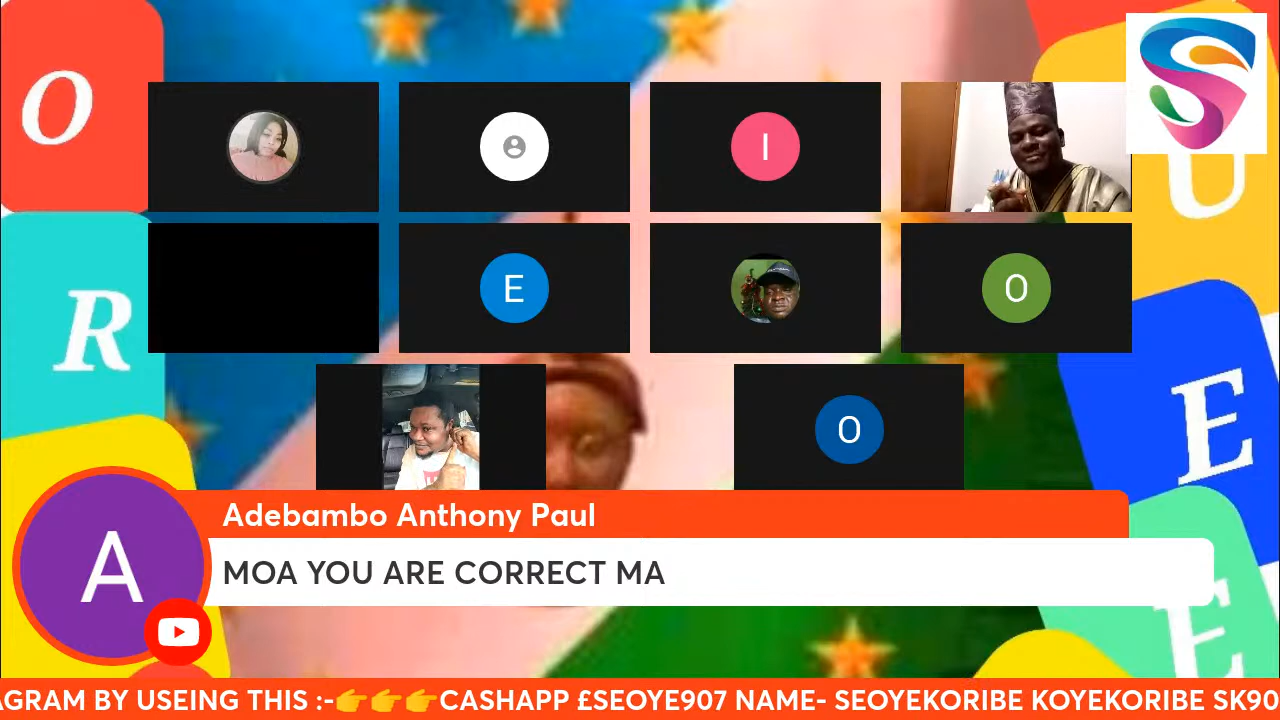 O
R
U
E
E
I
E
O
O
Adebambo Anthony Paul
A
MOA YOU ARE CORRECT MA
AGRAM BY USEING THIS :-👉👉👉CASHAPP £SEOYE907 NAME- SEOYEKORIBE KOYEKORIBE SK90